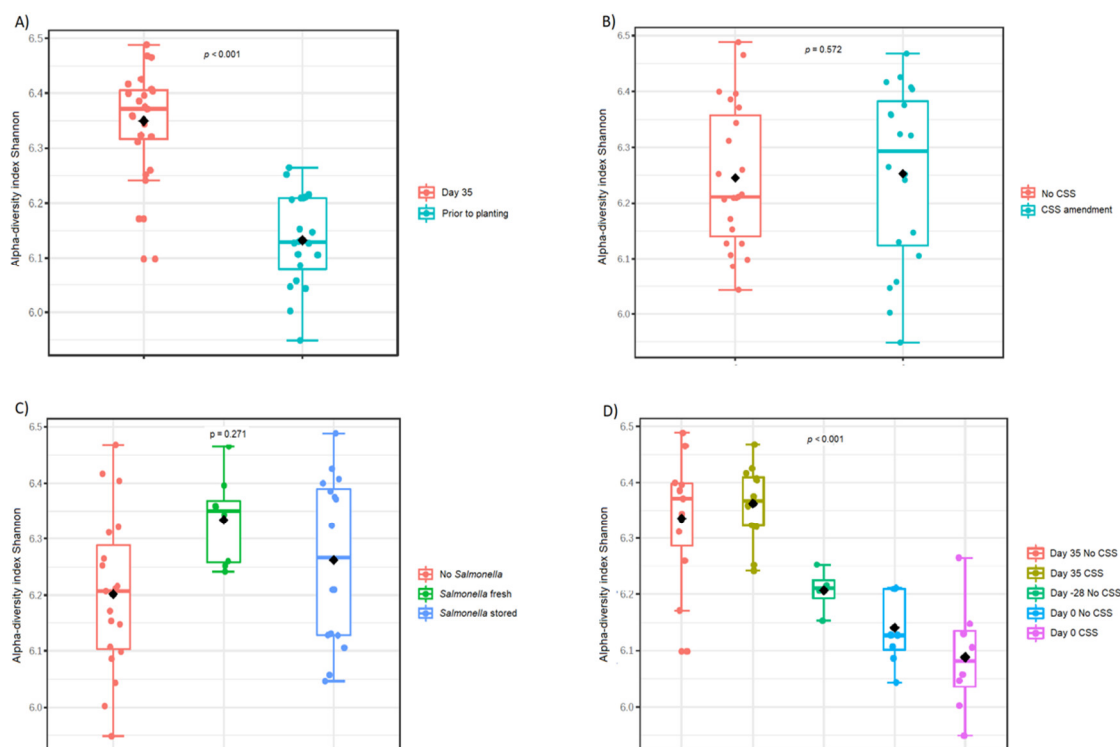 A)
Alpha-diversity index Shannon
6.5
6.4
6.3
6.2
6.1
6.0
p < 0.001
Day 35
Prior to planting
B)
Alpha-diversity index Shannon
6.5
6.4
6.3
6.2
6.1
6.0
p = 0.572
No CSS
CSS amendment
C)
Alpha-diversity index Shannon
6.5
6.4
6.3
6.2
6.1
6.0
p = 0.271
No Salmonella
Salmonella fresh
Salmonella stored
D)
Alpha-diversity index Shannon
6.5
6.4
6.3
6.2
6.1
6.0
p < 0.001
Day 35 No CSS
Day 35 CSS
Day -28 No CSS
Day 0 No CSS
Day 0 CSS